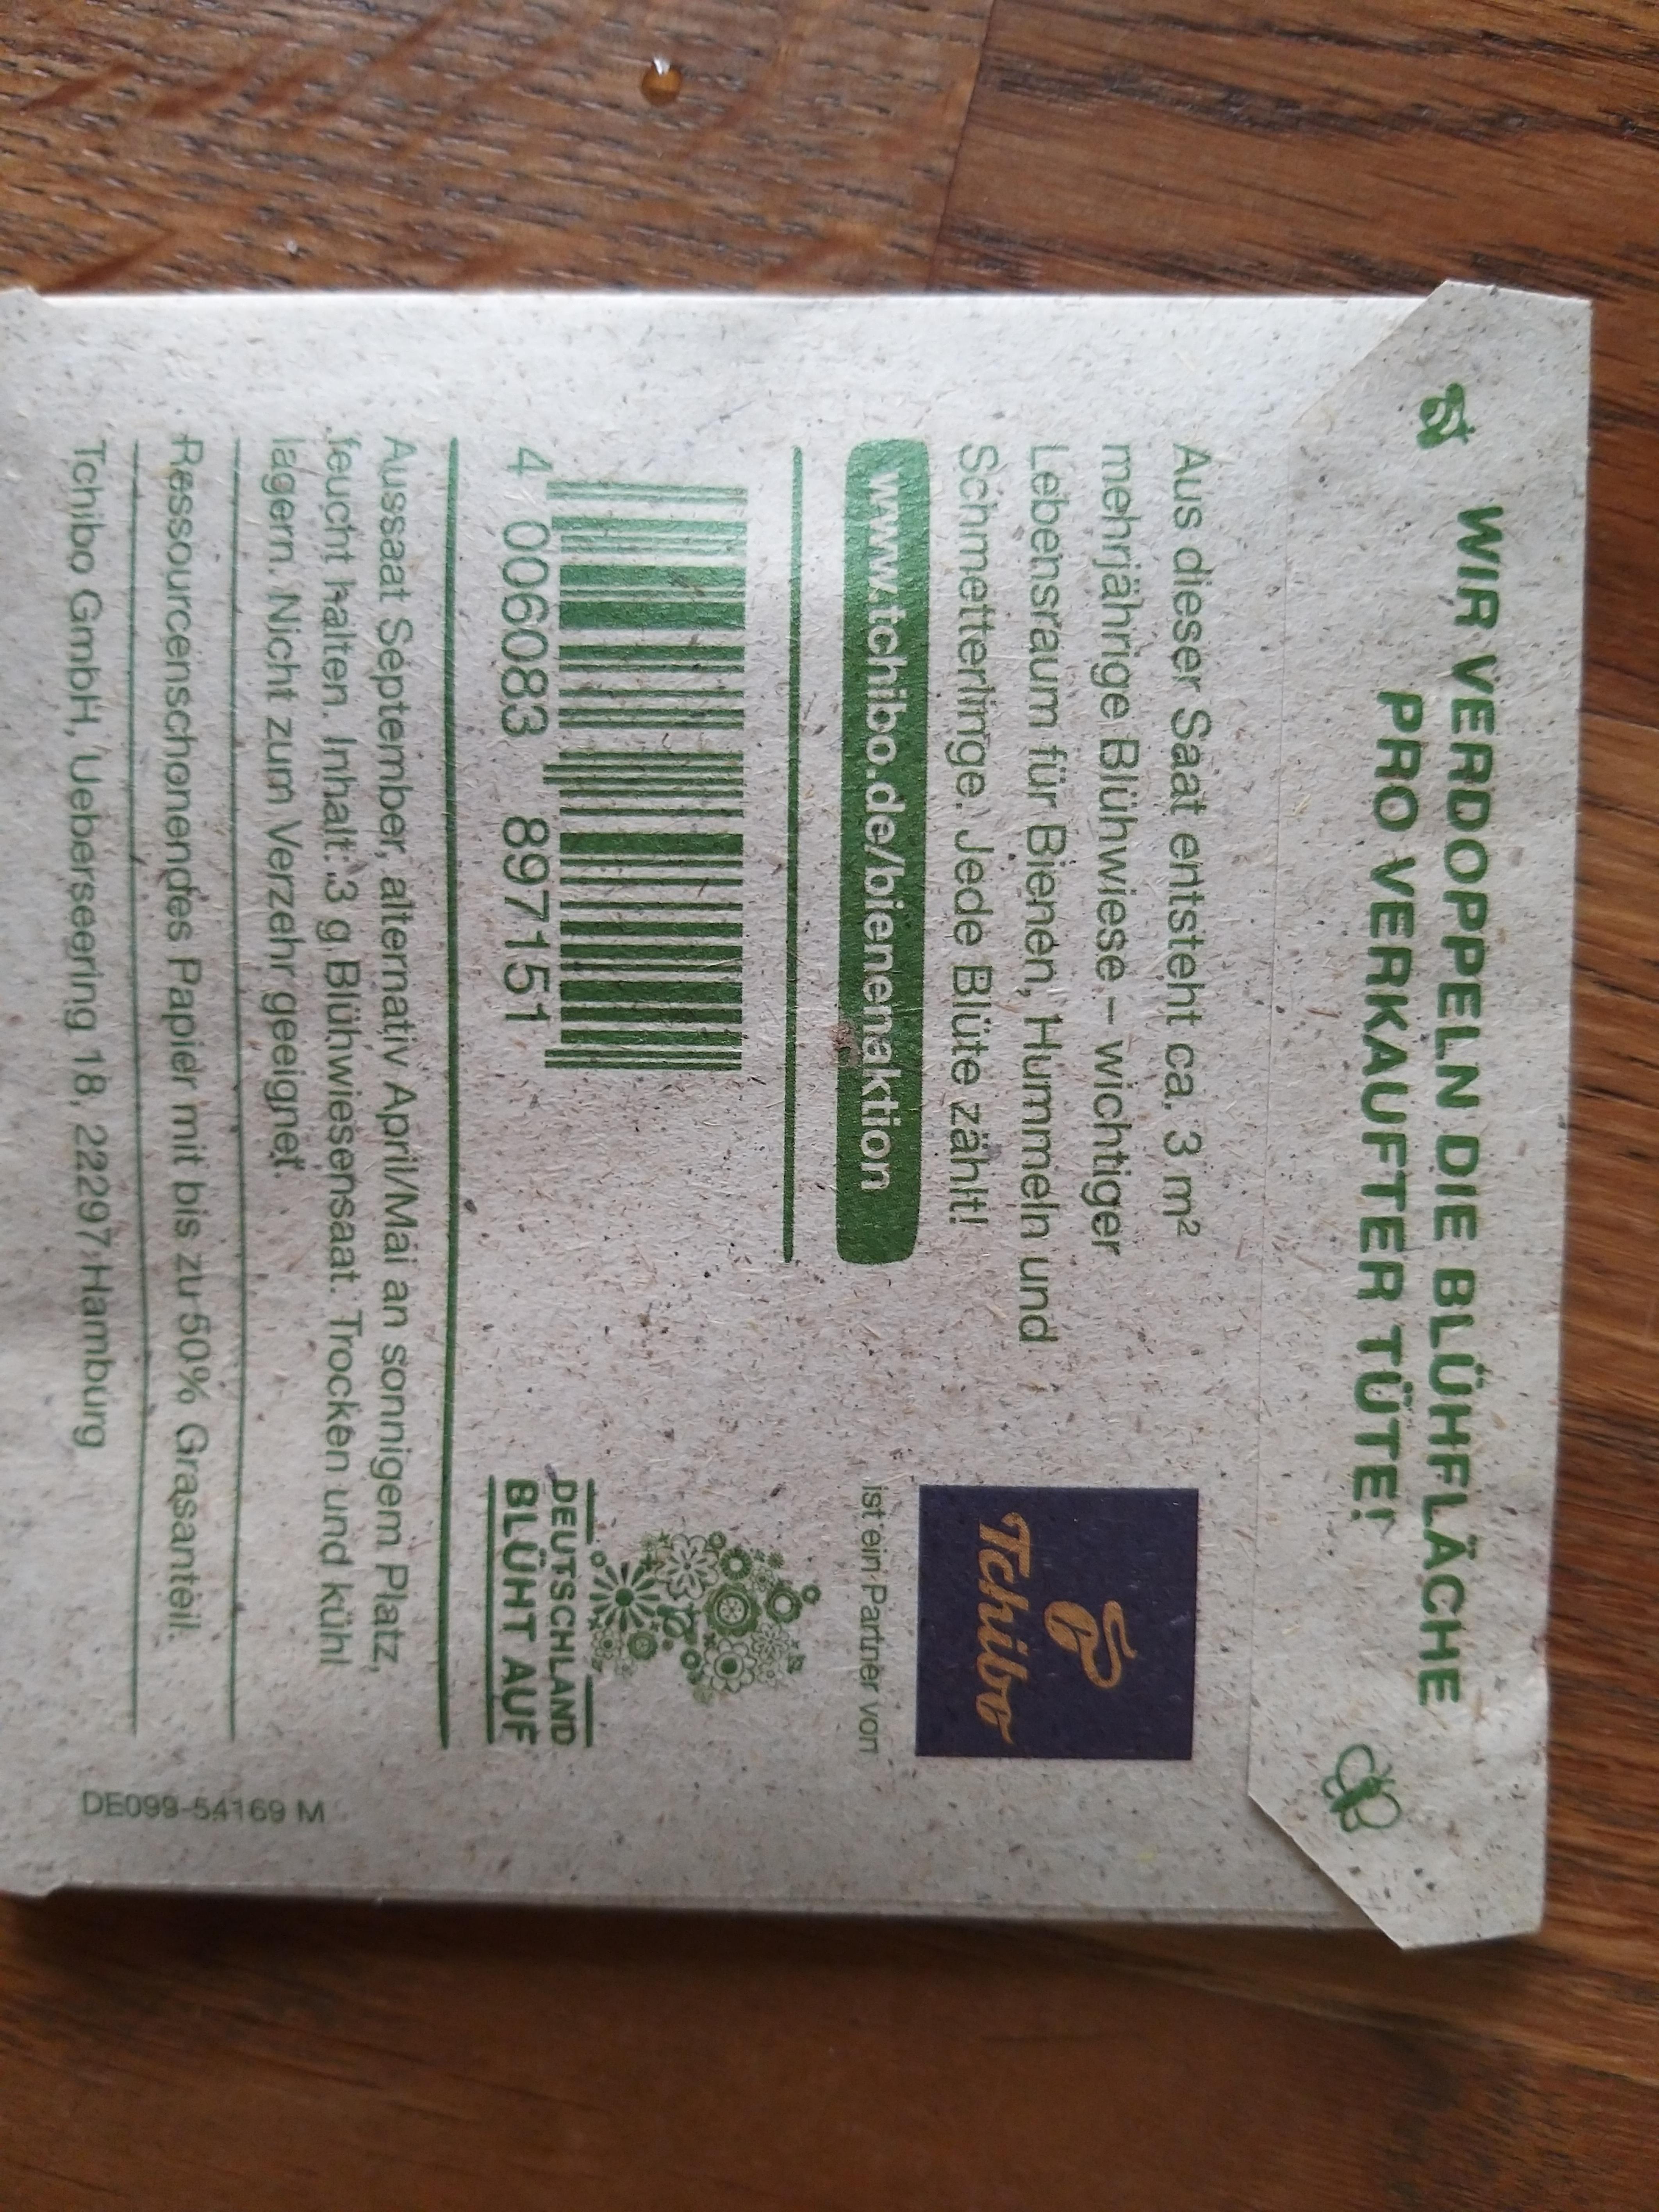 WIR VERDOPPELN DIE BLÜHFLÄCHE
PRO VERKAUFTER TÜTE!
Aus dieser Saat entsteht ca. 3 m²
mehrjährige Blühwiese – wichtiger
Lebensraum für Bienen, Hummeln und
Schmetterlinge. Jede Blüte zählt!
www.tchibo.de/bienenaktion
Tchibo
ist ein Partner von
DEUTSCHLAND
BLÜHT AUF
4 006083 897151
Aussaat September, alternativ April/Mai an sonnigem Platz,
feucht halten. Inhalt: 3 g Blühwiesensaat. Trocken und kühl
lagern. Nicht zum Verzehr geeignet.
Ressourcenschonendes Papier mit bis zu 50% Grasanteil.
Tchibo GmbH, Ueberseering 18, 22297 Hamburg
DE099-54169 M